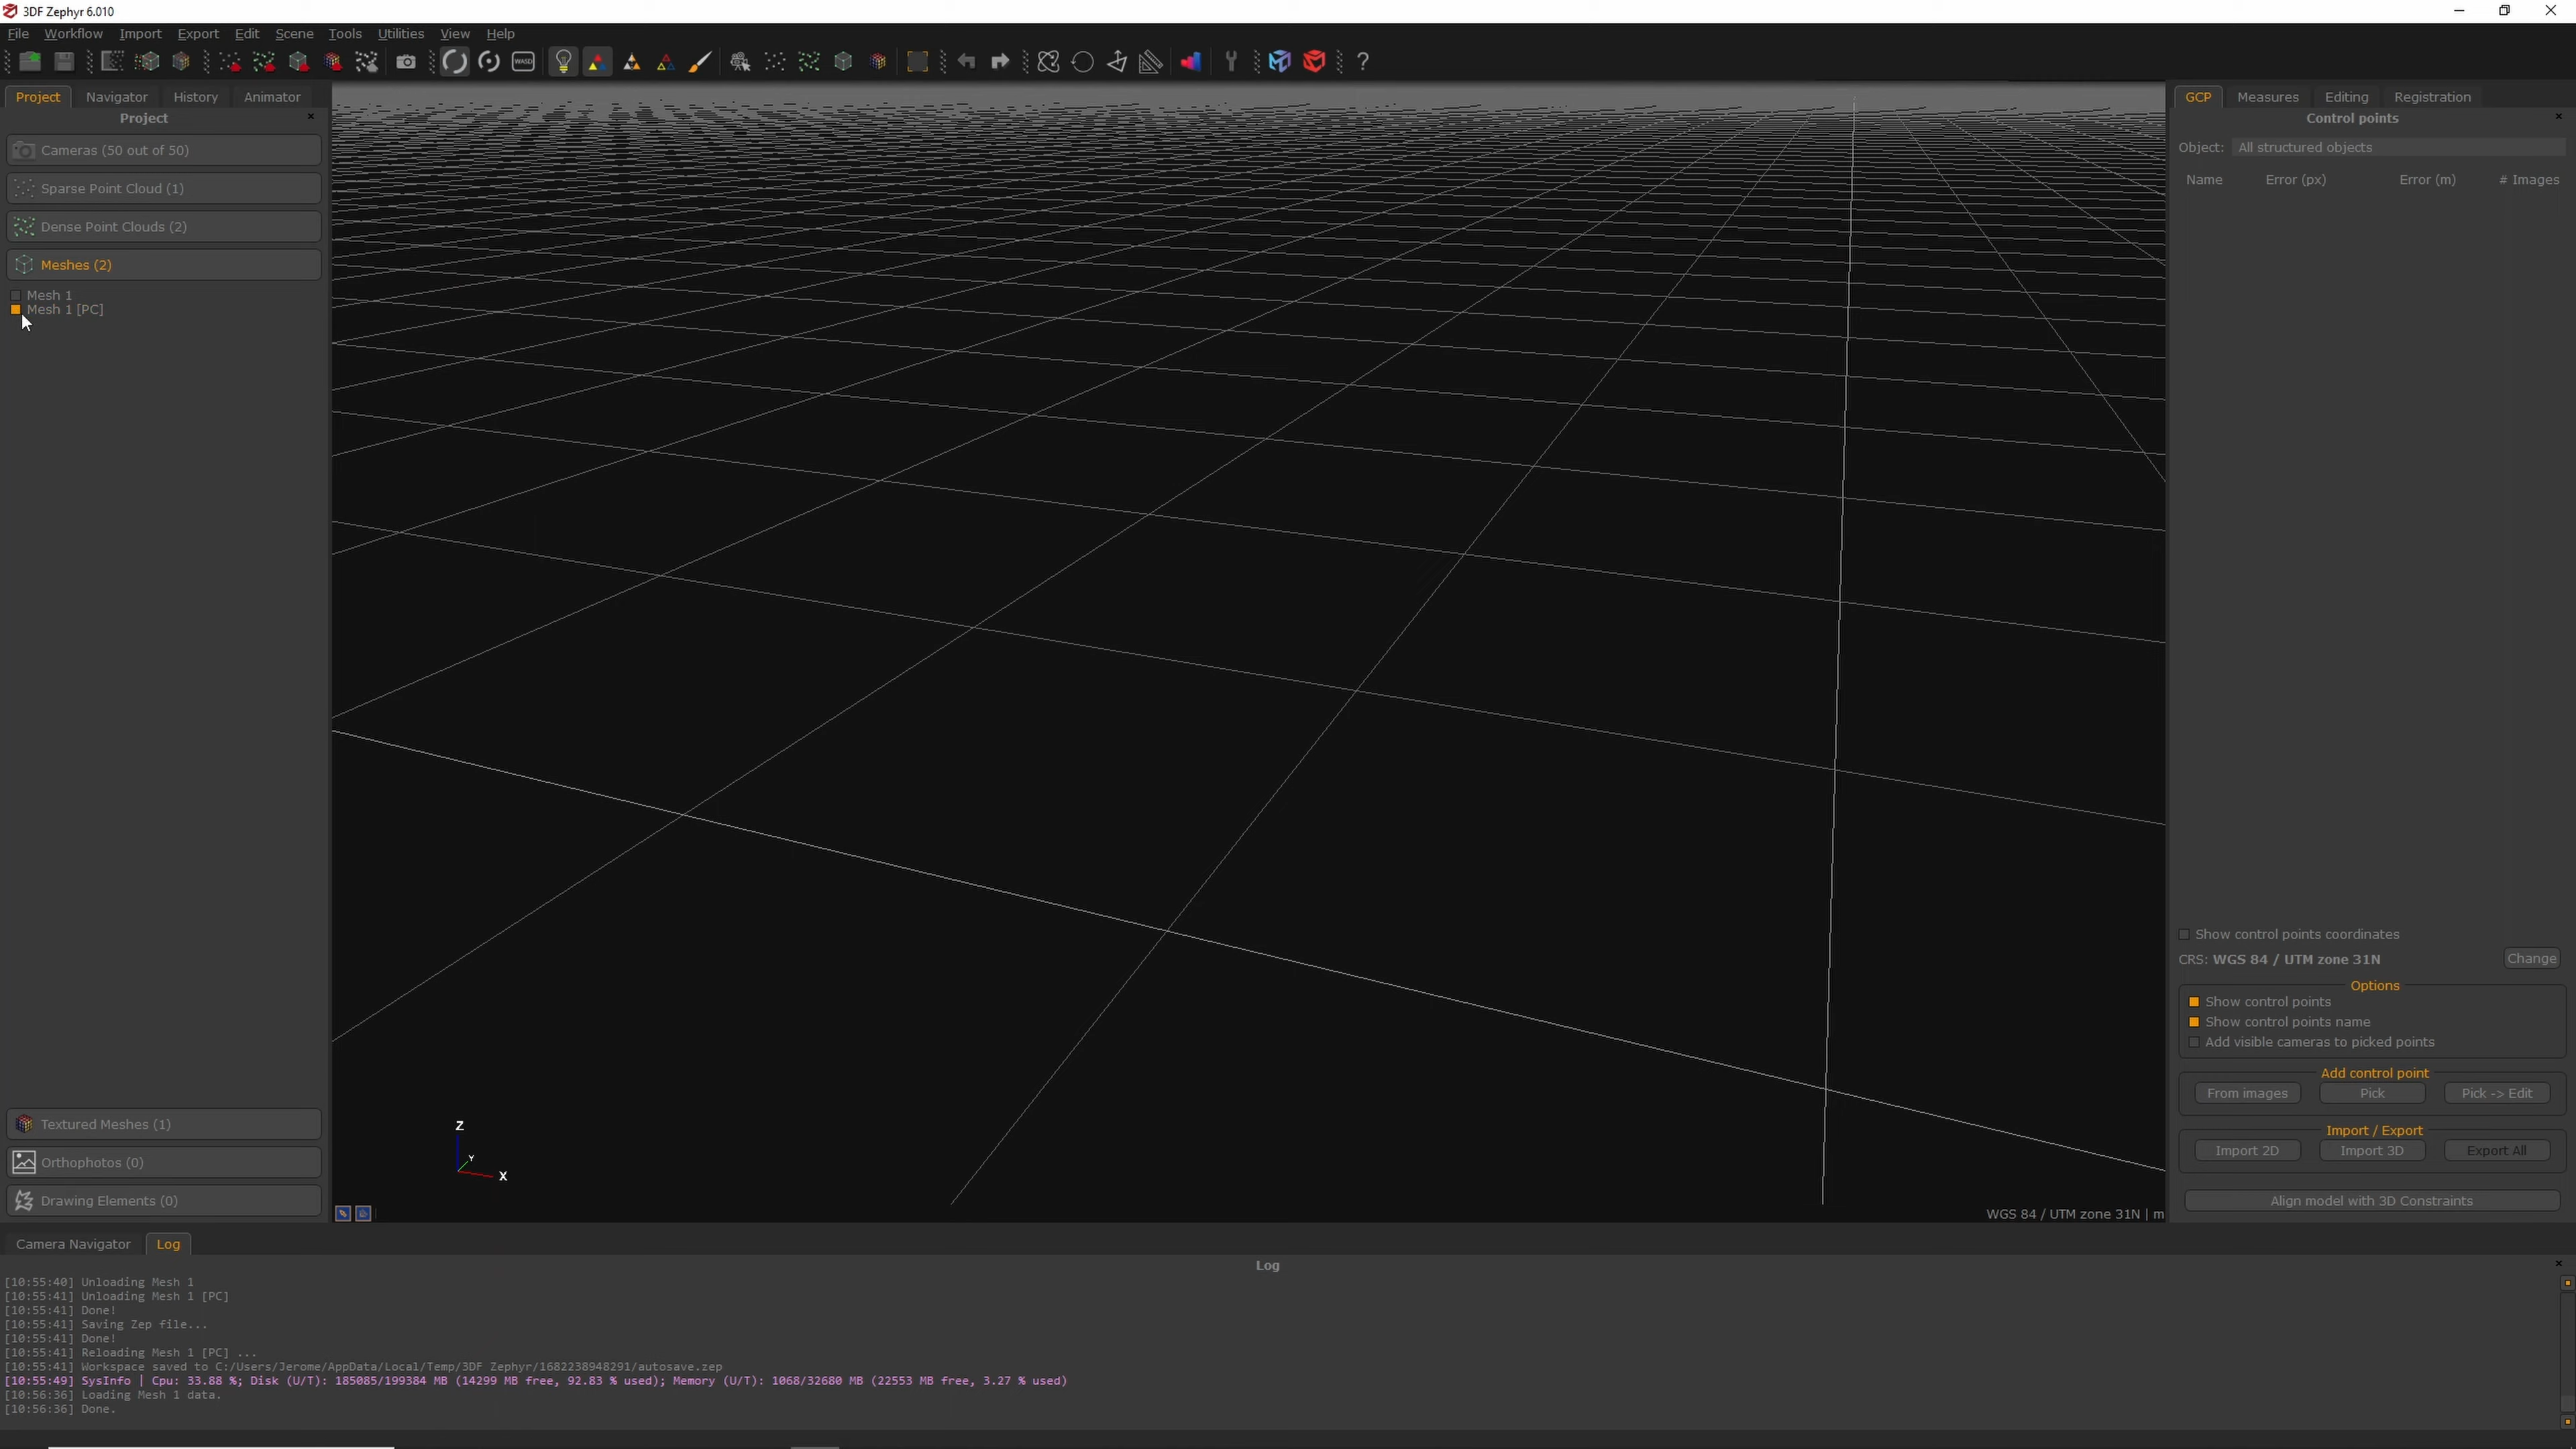 3DF Zephyr 6.010
File Workflow Import Export Edit Scene Tools Utilities View Help
WASD
Project Navigator History Animator
Project
Cameras (50 out of 50)
Sparse Point Cloud (1)
Dense Point Clouds (2)
Meshes (2)
Mesh 1
Mesh 1 [PC]
Textured Meshes (1)
Orthophotos (0)
Drawing Elements (0)
Z
Y
X
WGS 84 / UTM zone 31N | m
GCP Measures Editing Registration
Control points
Object: All structured objects
Name Error (px) Error (m) # Images
Show control points coordinates
CRS: WGS 84 / UTM zone 31N Change
Options
Show control points
Show control points name
Add visible cameras to picked points
Add control point
From images Pick Pick -> Edit
Import / Export
Import 2D Import 3D Export All
Align model with 3D Constraints
Camera Navigator Log
Log
[10:55:40] Unloading Mesh 1
[10:55:41] Unloading Mesh 1 [PC]
[10:55:41] Done!
[10:55:41] Saving Zep file...
[10:55:41] Done!
[10:55:41] Reloading Mesh 1 [PC] ...
[10:55:41] Workspace saved to C:/Users/Jerome/AppData/Local/Temp/3DF Zephyr/1682238948291/autosave.zep
[10:55:49] SysInfo | Cpu: 33.88 %; Disk (U/T): 185085/199384 MB (14299 MB free, 92.83 % used); Memory (U/T): 1068/32680 MB (22553 MB free, 3.27 % used)
[10:56:36] Loading Mesh 1 data.
[10:56:36] Done.